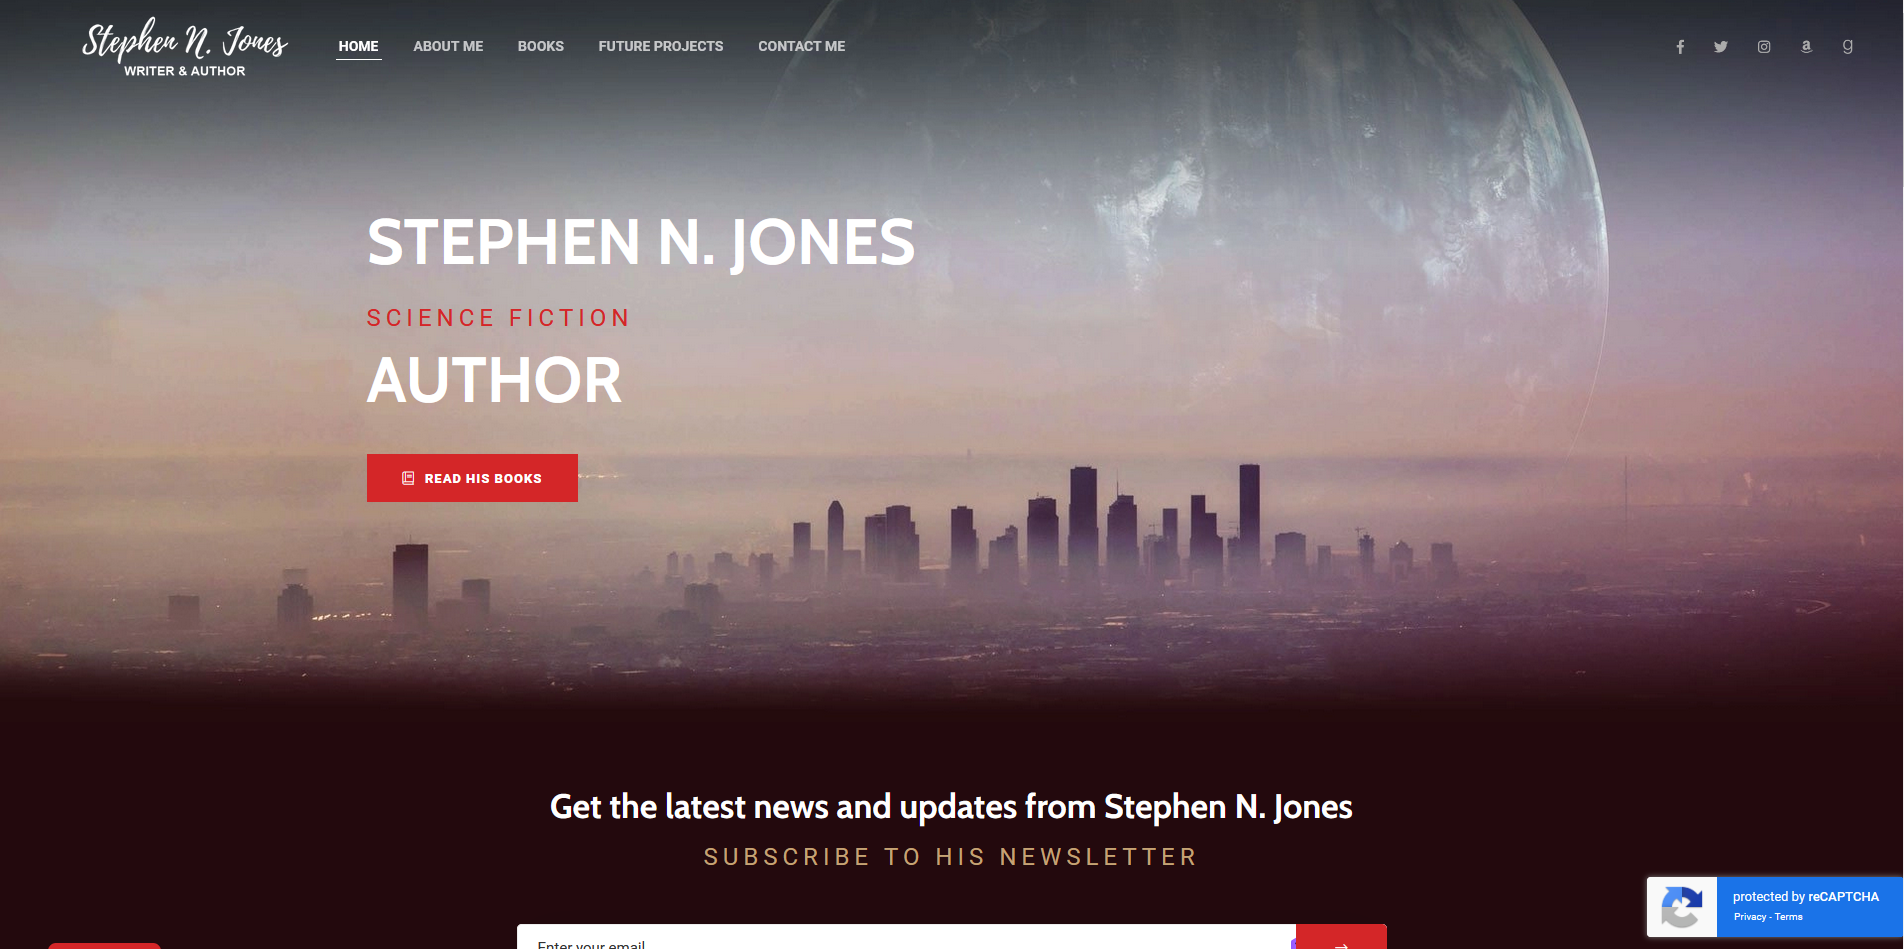 Stephen N. Jones
WRITER & AUTHOR
HOME ABOUT ME BOOKS FUTURE PROJECTS CONTACT ME
STEPHEN N. JONES
SCIENCE FICTION
AUTHOR
READ HIS BOOKS
Get the latest news and updates from Stephen N. Jones
SUBSCRIBE TO HIS NEWSLETTER
protected by reCAPTCHA
Privacy - Terms
Enter your email